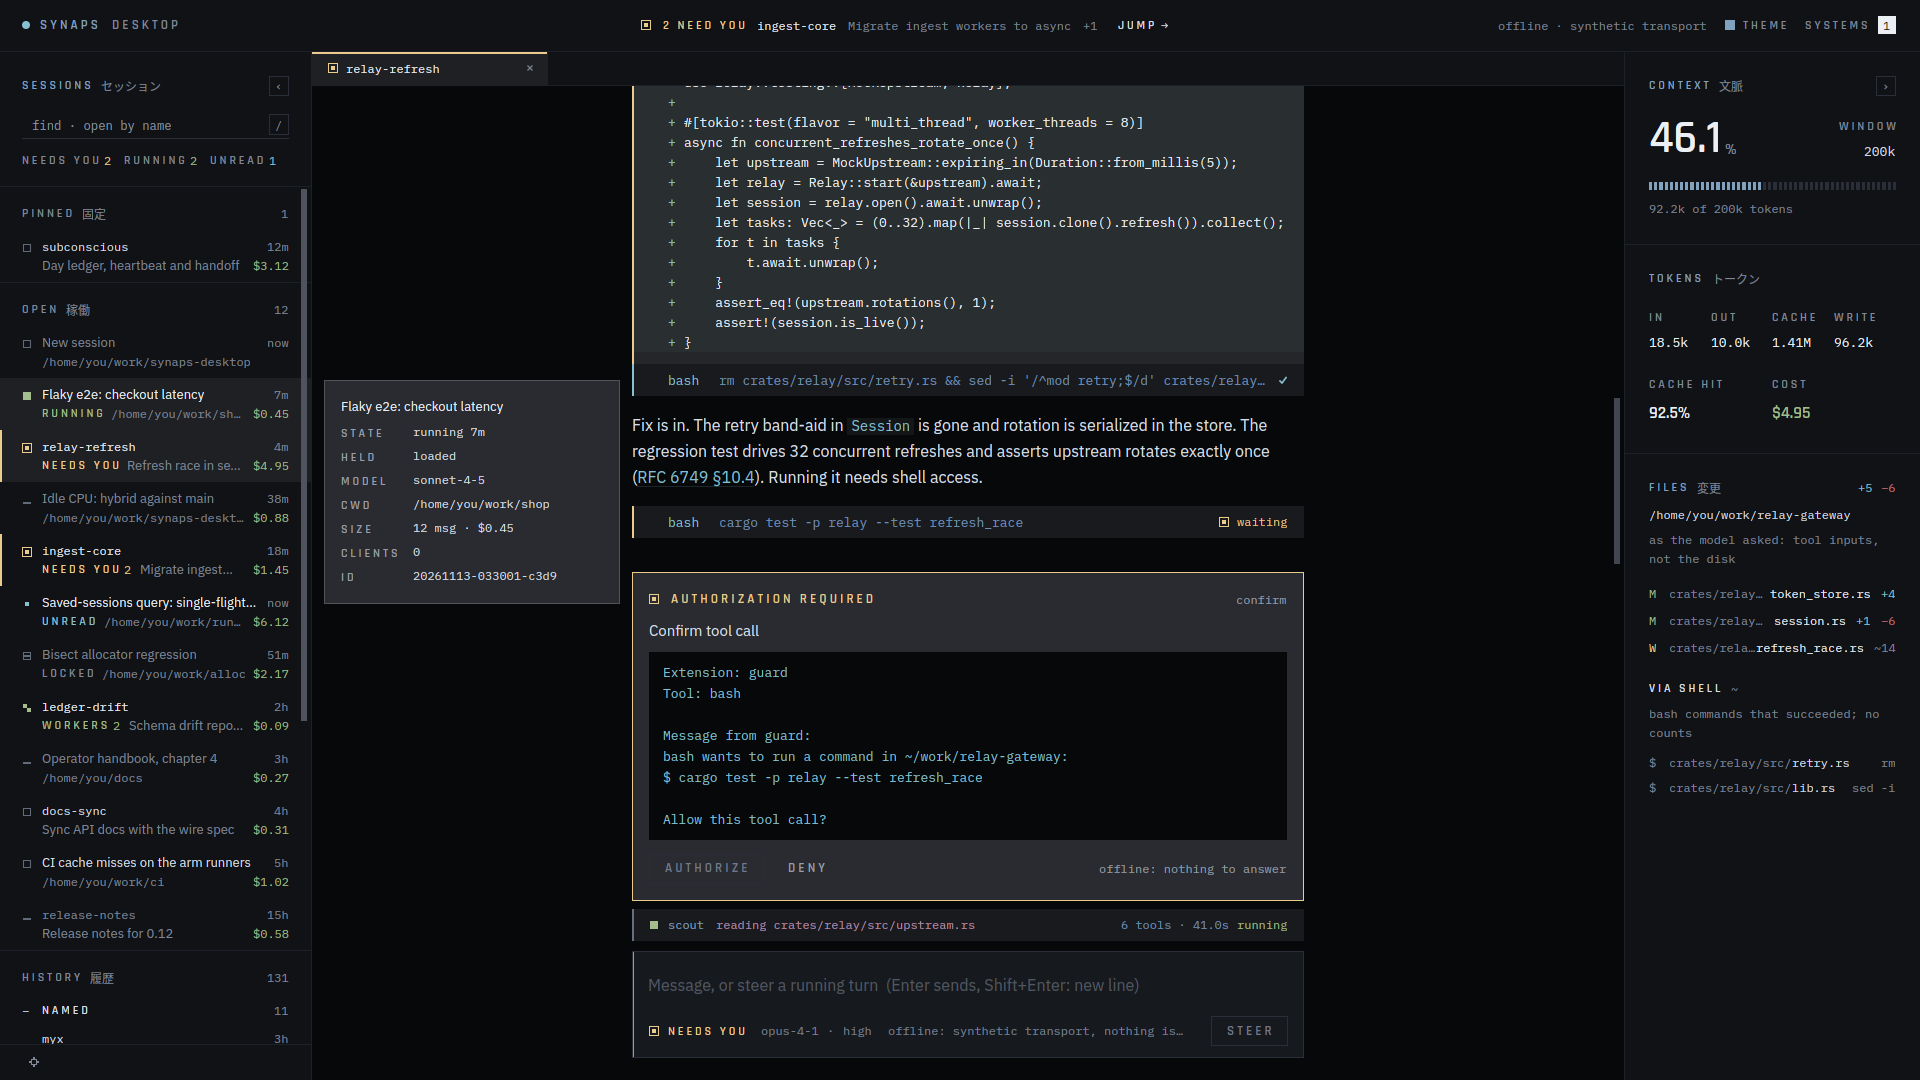 SYNAPS DESKTOP
2 NEED YOU ingest-core Migrate ingest workers to async +1 JUMP →
offline · synthetic transport THEME SYSTEMS 1
SESSIONS セッション ‹
find · open by name /
NEEDS YOU 2 RUNNING 2 UNREAD 1
PINNED 固定 1
subconscious 12m
Day ledger, heartbeat and handoff $3.12
OPEN 稼働 12
New session now
/home/you/work/synaps-desktop
Flaky e2e: checkout latency 7m
RUNNING /home/you/work/sh… $0.45
relay-refresh 4m
NEEDS YOU Refresh race in se… $4.95
Idle CPU: hybrid against main 38m
/home/you/work/synaps-deskt… $0.88
ingest-core 18m
NEEDS YOU 2 Migrate ingest… $1.45
Saved-sessions query: single-flight… now
UNREAD /home/you/work/run… $6.12
Bisect allocator regression 51m
LOCKED /home/you/work/alloc $2.17
ledger-drift 2h
WORKERS 2 Schema drift repo… $0.09
Operator handbook, chapter 4 3h
/home/you/docs $0.27
docs-sync 4h
Sync API docs with the wire spec $0.31
CI cache misses on the arm runners 5h
/home/you/work/ci $1.02
release-notes 15h
Release notes for 0.12 $0.58
HISTORY 履歴 131
– NAMED 11
myx 3h
relay-refresh ×
+
+ #[tokio::test(flavor = "multi_thread", worker_threads = 8)]
+ async fn concurrent_refreshes_rotate_once() {
+ let upstream = MockUpstream::expiring_in(Duration::from_millis(5));
+ let relay = Relay::start(&upstream).await;
+ let session = relay.open().await.unwrap();
+ let tasks: Vec<_> = (0..32).map(|_| session.clone().refresh()).collect();
+ for t in tasks {
+ t.await.unwrap();
+ }
+ assert_eq!(upstream.rotations(), 1);
+ assert!(session.is_live());
+ }
bash rm crates/relay/src/retry.rs && sed -i '/^mod retry;$/d' crates/relay… ✓
Fix is in. The retry band-aid in Session is gone and rotation is serialized in the store. The
regression test drives 32 concurrent refreshes and asserts upstream rotates exactly once
(RFC 6749 §10.4). Running it needs shell access.
bash cargo test -p relay --test refresh_race waiting
AUTHORIZATION REQUIRED confirm
Confirm tool call
Extension: guard
Tool: bash
Message from guard:
bash wants to run a command in ~/work/relay-gateway:
$ cargo test -p relay --test refresh_race
Allow this tool call?
AUTHORIZE DENY offline: nothing to answer
scout reading crates/relay/src/upstream.rs 6 tools · 41.0s running
Message, or steer a running turn (Enter sends, Shift+Enter: new line)
NEEDS YOU opus-4-1 · high offline: synthetic transport, nothing is… STEER
Flaky e2e: checkout latency
STATE running 7m
HELD loaded
MODEL sonnet-4-5
CWD /home/you/work/shop
SIZE 12 msg · $0.45
CLIENTS 0
ID 20261113-033001-c3d9
CONTEXT 文脈 ›
46.1% WINDOW
200k
92.2k of 200k tokens
TOKENS トークン
IN OUT CACHE WRITE
18.5k 10.0k 1.41M 96.2k
CACHE HIT COST
92.5% $4.95
FILES 変更 +5 −6
/home/you/work/relay-gateway
as the model asked: tool inputs,
not the disk
M crates/relay… token_store.rs +4
M crates/relay… session.rs +1 −6
W crates/rela…refresh_race.rs ~14
VIA SHELL ~
bash commands that succeeded; no
counts
$ crates/relay/src/retry.rs rm
$ crates/relay/src/lib.rs sed -i